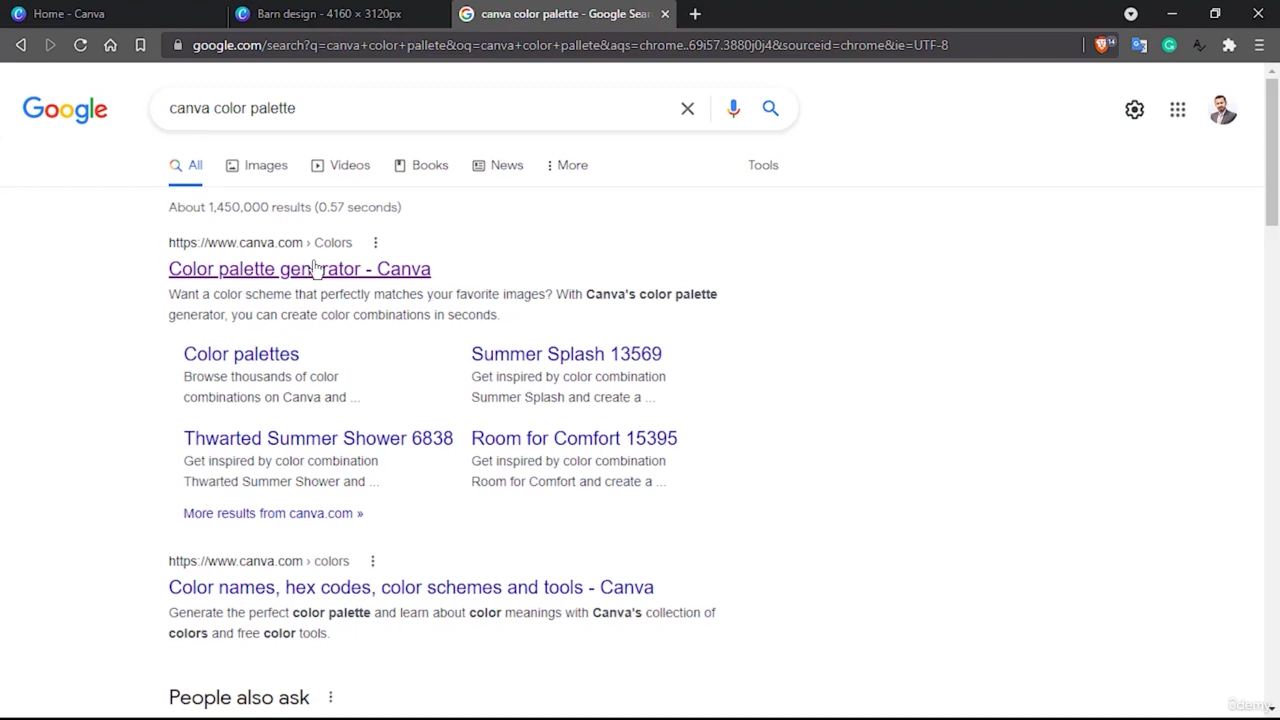 Home - Canva
Barn design - 4160 × 3120px
canva color palette - Google Sear
google.com/search?q=canva+color+pallete&oq=canva+color+pallete&aqs=chrome..69i57.3880j0j4&sourceid=chrome&ie=UTF-8
14
Google
canva color palette
All
Images
Videos
Books
News
More
Tools
About 1,450,000 results (0.57 seconds)
https://www.canva.com › Colors
Color palette generator - Canva
Want a color scheme that perfectly matches your favorite images? With Canva's color palette
generator, you can create color combinations in seconds.
Color palettes
Browse thousands of color
combinations on Canva and ...
Summer Splash 13569
Get inspired by color combination
Summer Splash and create a ...
Thwarted Summer Shower 6838
Get inspired by color combination
Thwarted Summer Shower and ...
Room for Comfort 15395
Get inspired by color combination
Room for Comfort and create a ...
More results from canva.com »
https://www.canva.com › colors
Color names, hex codes, color schemes and tools - Canva
Generate the perfect color palette and learn about color meanings with Canva's collection of
colors and free color tools.
People also ask
ûdemy